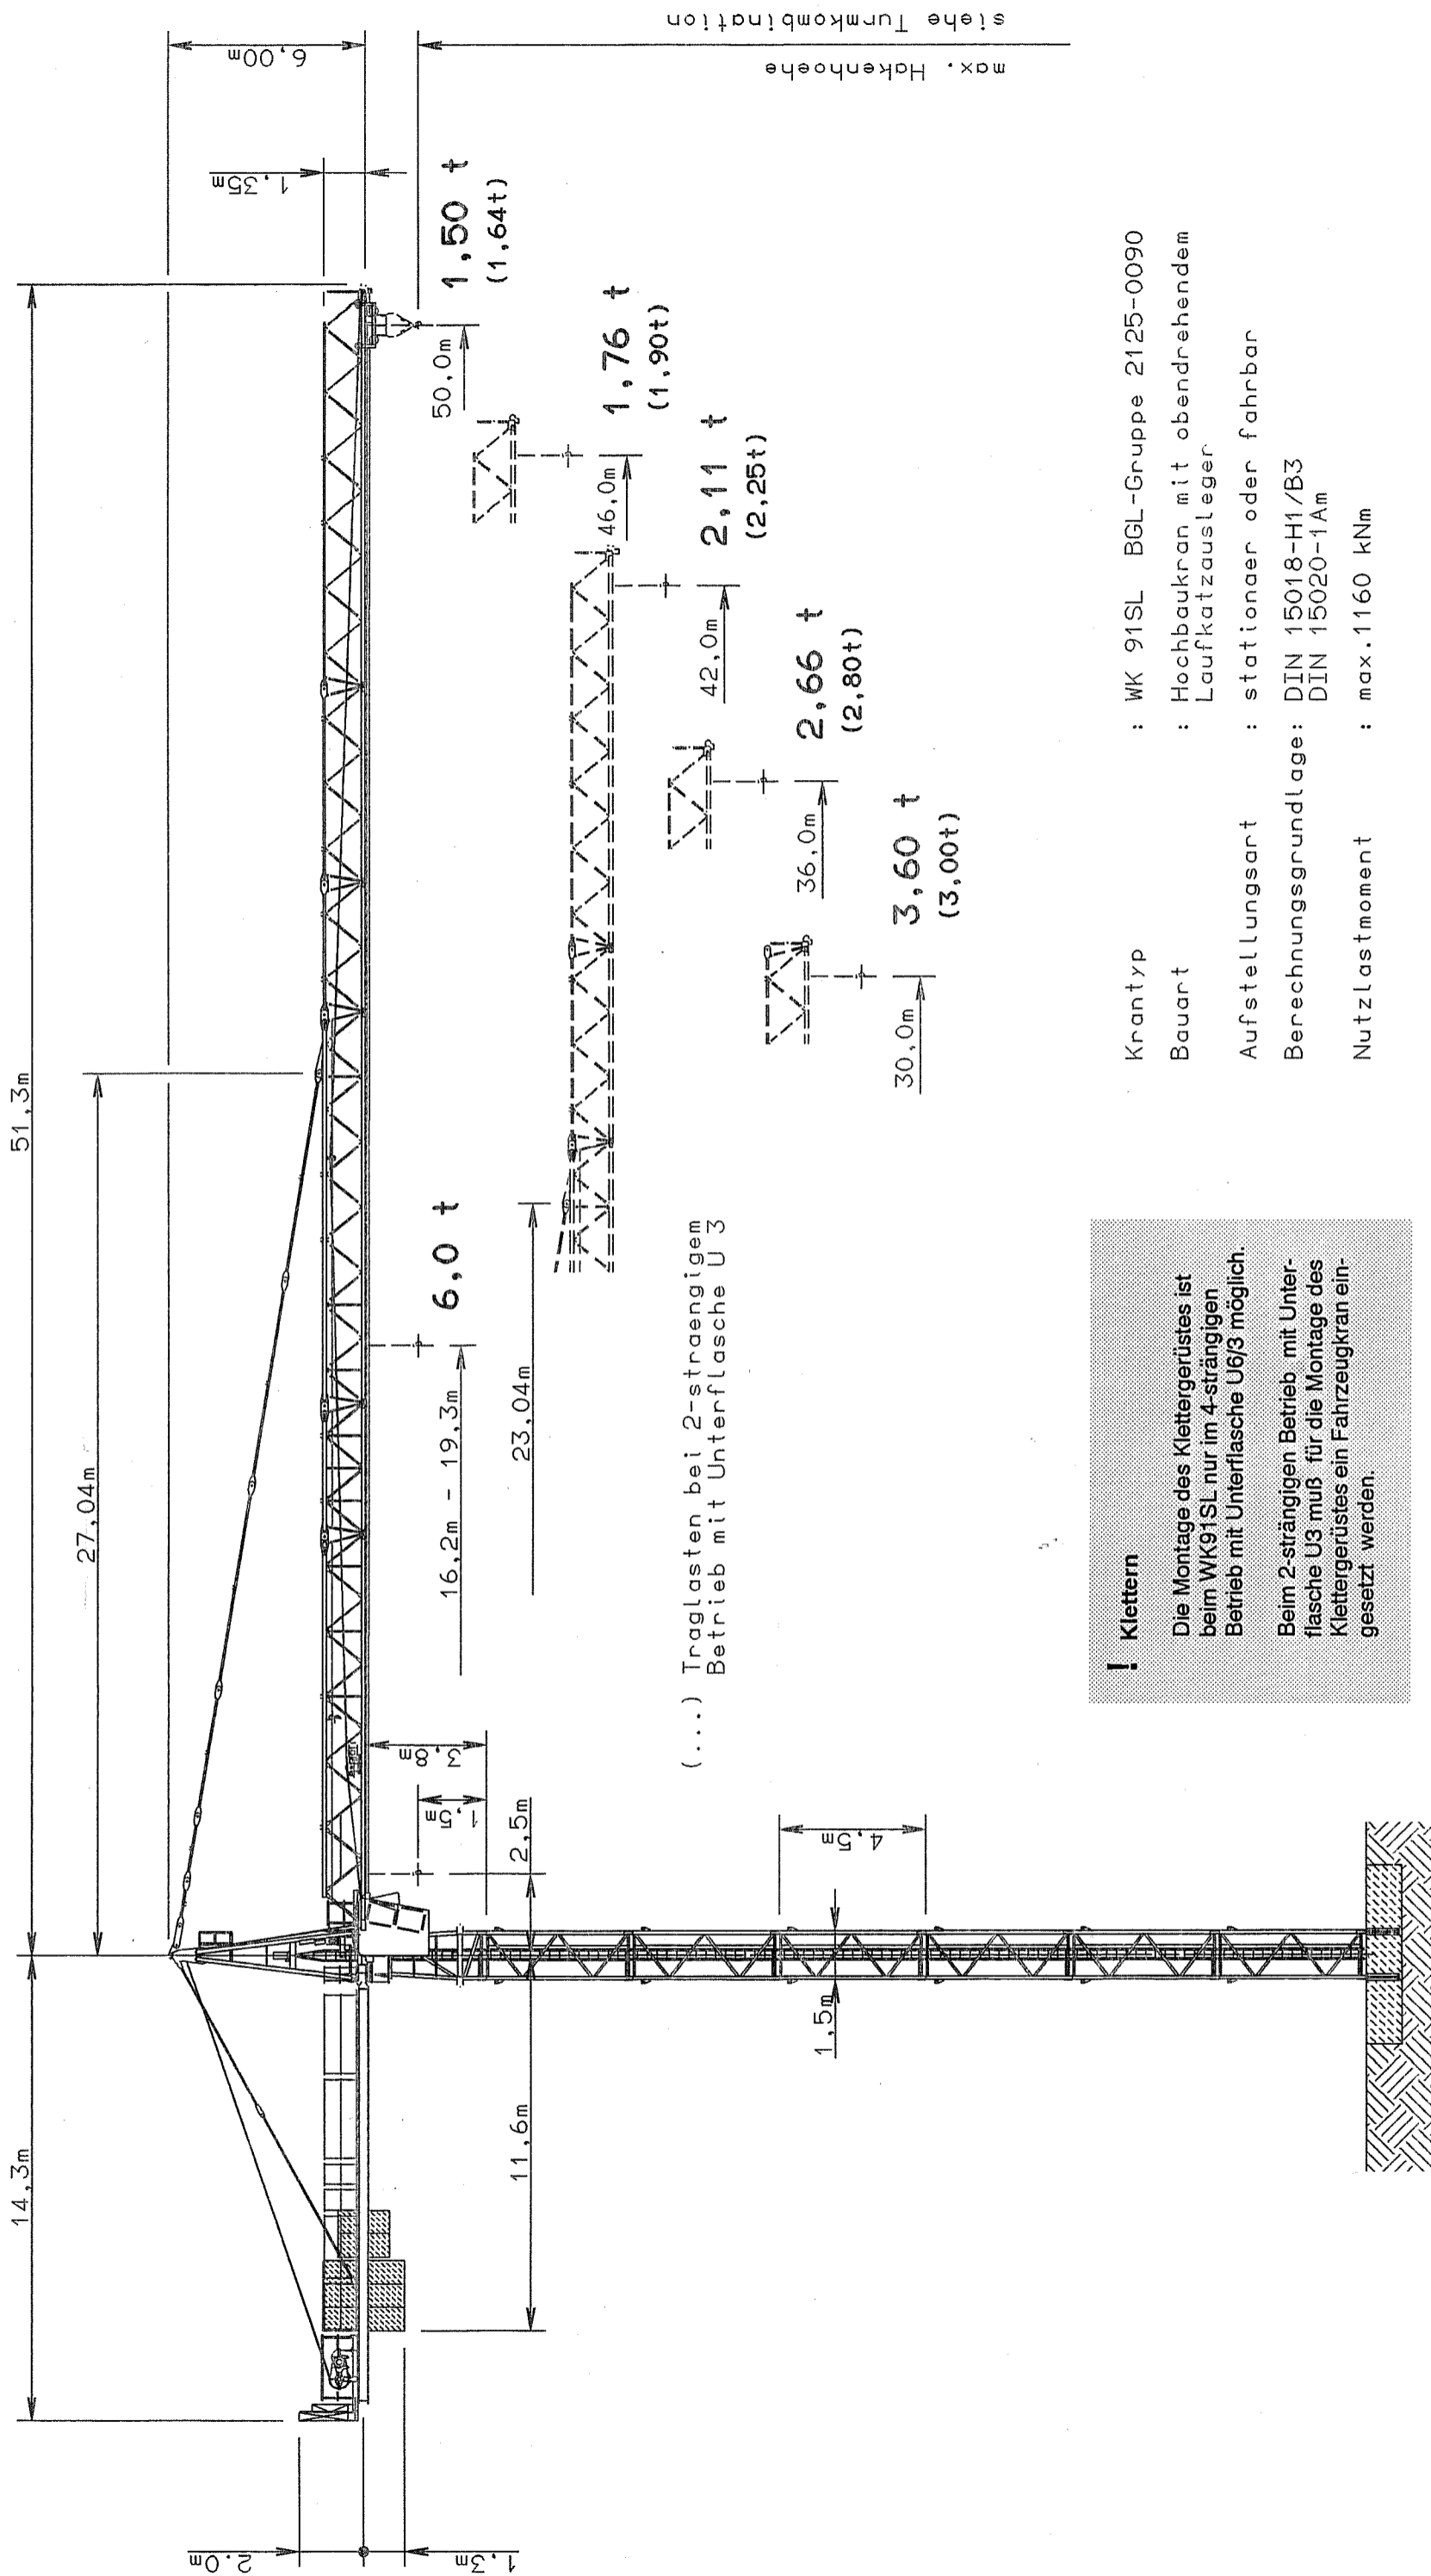 14,3m
51,3m
27,04m
6,00m
1,35m
max. Hakenhoehe
siehe Turmkombination
2.0m
1,3m
11,6m
2,5m
1,5m
3,8m
16,2m - 19,3m
6,0 t
23,04m
50,0m
1,50 t
(1,64t)
46,0m
1,76 t
(1,90t)
42,0m
2,11 t
(2,25t)
36,0m
2,66 t
(2,80t)
30,0m
3,60 t
(3,00t)
(...) Traglasten bei 2-straengigem
Betrieb mit Unterflasche U 3
1,5m
4,5m
! Klettern
Die Montage des Klettergerüstes ist
beim WK91SL nur im 4-strängigen
Betrieb mit Unterflasche U6/3 möglich.
Beim 2-strängigen Betrieb mit Unter-
flasche U3 muß für die Montage des
Klettergerüstes ein Fahrzeugkran ein-
gesetzt werden.
Krantyp : WK 91SL BGL-Gruppe 2125-0090
Bauart : Hochbaukran mit obendrehendem
Laufkatzausleger
Aufstellungsart : stationaer oder fahrbar
Berechnungsgrundlage: DIN 15018-H1/B3
DIN 15020-1Am
Nutzlastmoment : max.1160 kNm